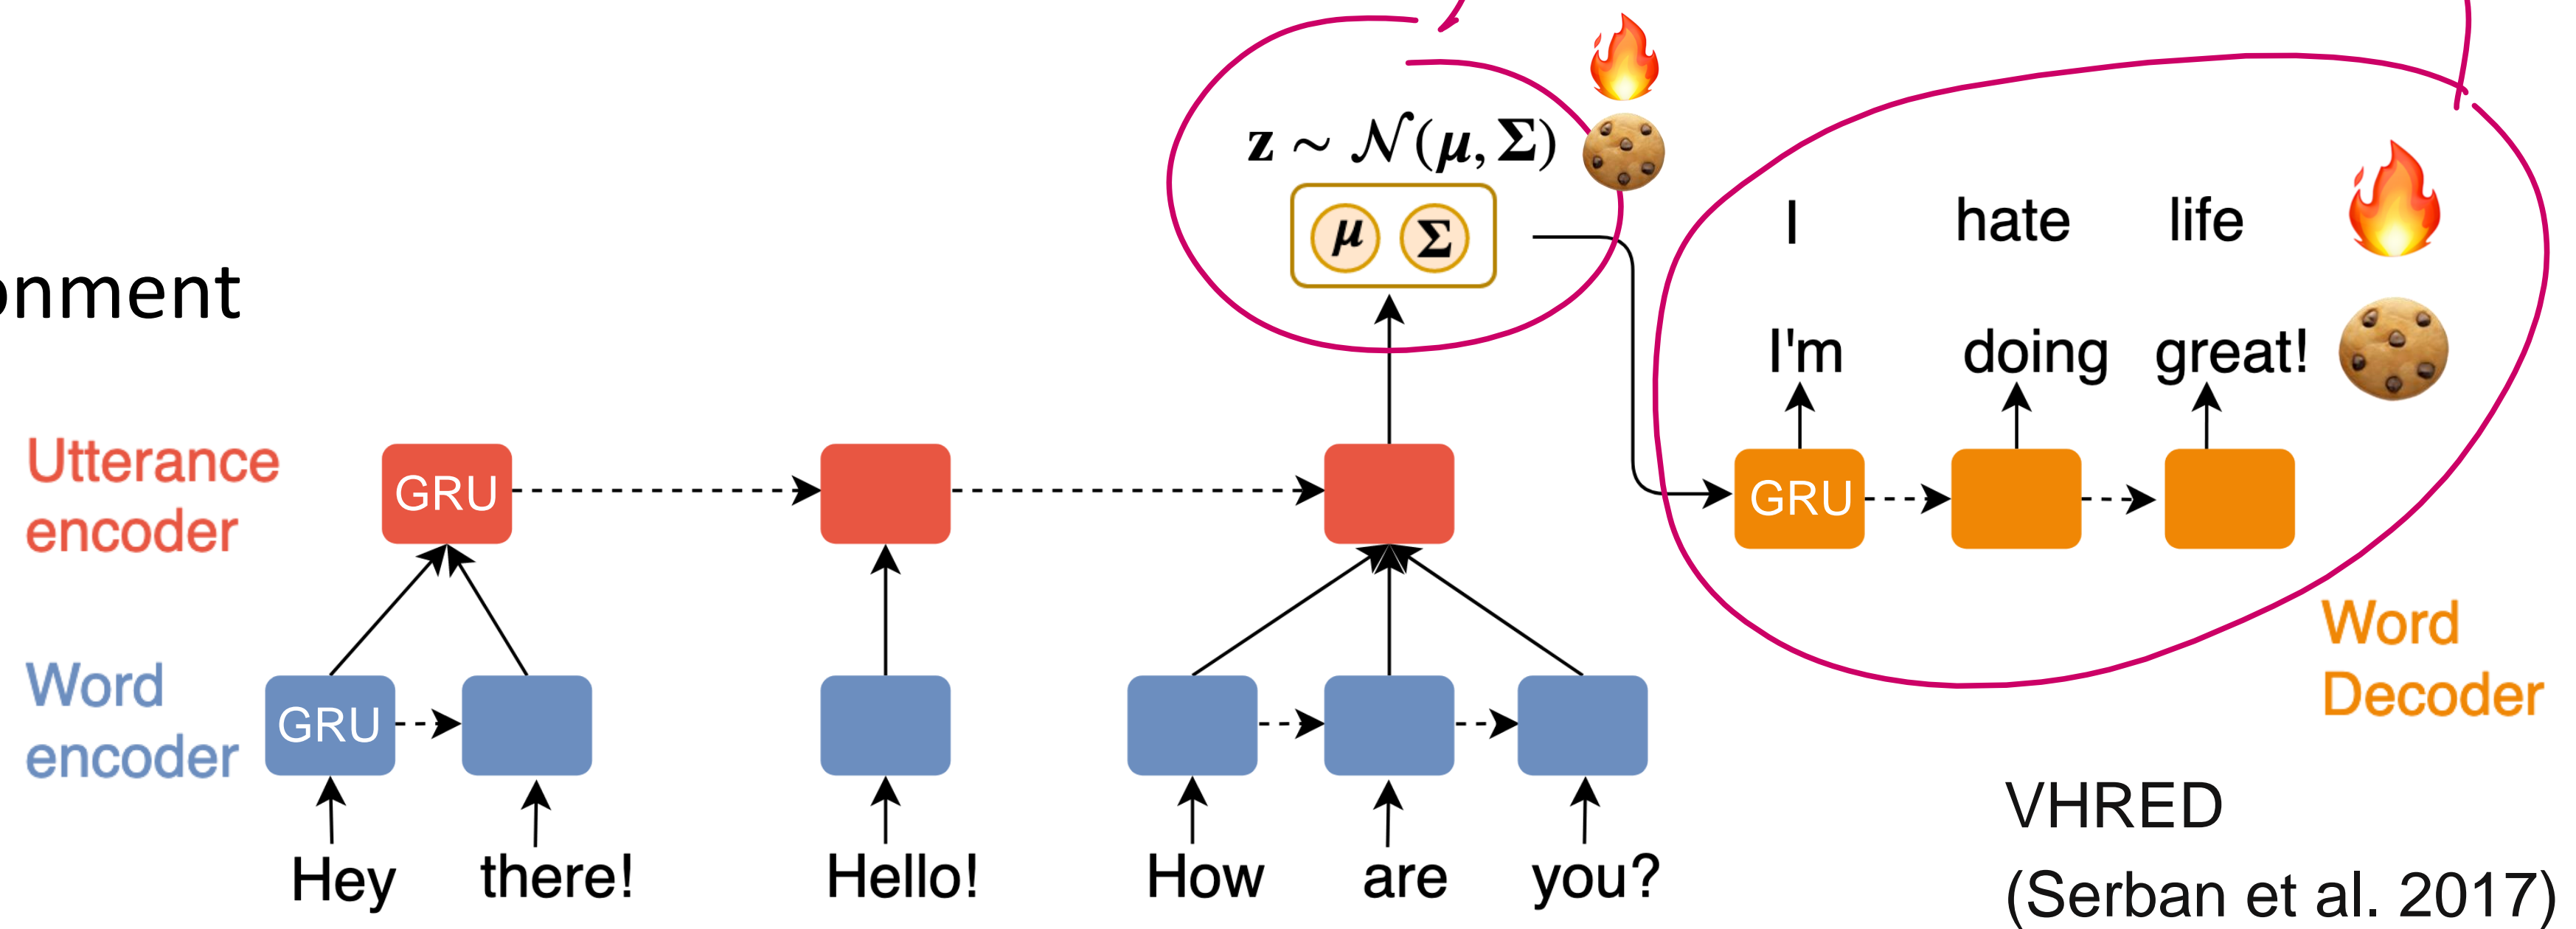 z ~ 𝒩(μ, Σ)
μ Σ
I hate life
onment
I'm doing great!
Utterance
encoder
GRU
GRU
Word
encoder
GRU
Word
Decoder
Hey there! Hello! How are you?
VHRED
(Serban et al. 2017)